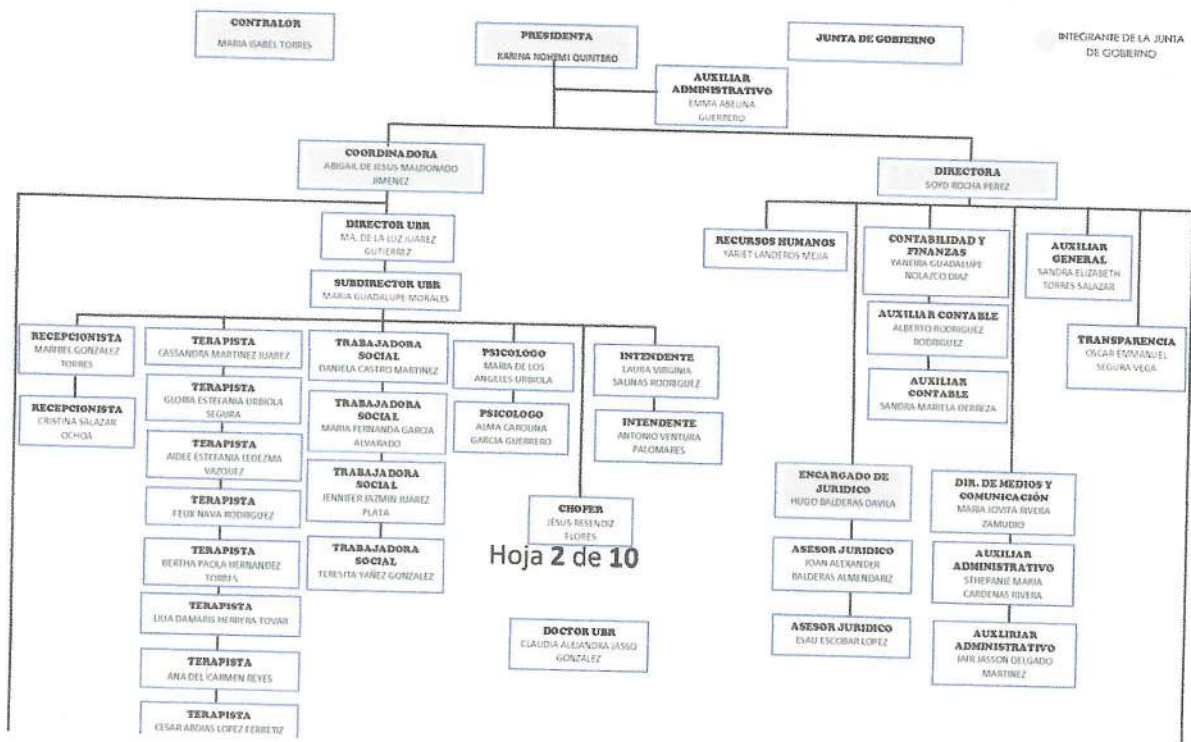 CONTRALOR
MARIA ISABEL TORRES
PRESIDENTA
KARINA NOHEMI QUINTERO
JUNTA DE GOBIERNO
INTEGRANTE DE LA JUNTA
DE GOBIERNO
AUXILIAR
ADMINISTRATIVO
EMMA ABELINA
GUERRERO
COORDINADORA
ABIGAIL DE JESUS MALDONADO
JIMENEZ
DIRECTORA
SOYD ROCHA PEREZ
DIRECTOR UBR
MA. DE LA LUZ JUAREZ
GUTIERREZ
SUBDIRECTOR UBR
MARIA GUADALUPE MORALES
RECURSOS HUMANOS
YARIET LANDEROS MEJIA
CONTABILIDAD Y
FINANZAS
YANEIRA GUADALUPE
NOLAZCO DIAZ
AUXILIAR
GENERAL
SANDRA ELIZABETH
TORRES SALAZAR
AUXILIAR CONTABLE
ALBERTO RODRIGUEZ
RODRIGUEZ
TRANSPARENCIA
OSCAR EMMANUEL
SEGURA VEGA
AUXILIAR
CONTABLE
SANDRA MARIELA BERREZA
RECEPCIONISTA
MARIBEL GONZALEZ
TORRES
RECEPCIONISTA
CRISTINA SALAZAR
OCHOA
TERAPISTA
CASSANDRA MARTINEZ JUAREZ
TERAPISTA
GLORIA ESTEFANIA URBIOLA
SEGURA
TERAPISTA
AIDEE ESTEFANIA LEDEZMA
VAZQUEZ
TERAPISTA
FELIX NAVA RODRIGUEZ
TERAPISTA
BERTHA PAOLA HERNANDEZ
TORRES
TERAPISTA
LILIA DAMARIS HERRERA TOVAR
TERAPISTA
ANA DEL CARMEN REYES
TERAPISTA
CESAR ABDIAS LOPEZ FERRETIZ
TRABAJADORA
SOCIAL
DANIELA CASTRO MARTINEZ
TRABAJADORA
SOCIAL
MARIA FERNANDA GARCIA
ALVARADO
TRABAJADORA
SOCIAL
JENNIFER JAZMIN JUAREZ
PLATA
TRABAJADORA
SOCIAL
TERESITA YAÑEZ GONZALEZ
PSICOLOGO
MARIA DE LOS
ANGELES URBIOLA
PSICOLOGO
ALMA CAROLINA
GARCIA GUERRERO
INTENDENTE
LAURA VIRGINIA
SALINAS RODRIGUEZ
INTENDENTE
ANTONIO VENTURA
PALOMARES
CHOFER
JESUS RESENDIZ
FLORES
Hoja 2 de 10
DOCTOR UBR
CLAUDIA ALEJANDRA JASSO
GONZALEZ
ENCARGADO DE
JURIDICO
HUGO BALDERAS DAVILA
ASESOR JURIDICO
JOAN ALEXANDER
BALDERAS ALMENDARIZ
ASESOR JURIDICO
ESAU ESCOBAR LOPEZ
DIR. DE MEDIOS Y
COMUNICACIÓN
MARIA JOVITA RIVERA
ZAMUDIO
AUXILIAR
ADMINISTRATIVO
STHEPANIE MARIA
CARDENAS RIVERA
AUXLIRIAR
ADMINISTRATIVO
JAIR JASSON DELGADO
MARTINEZ